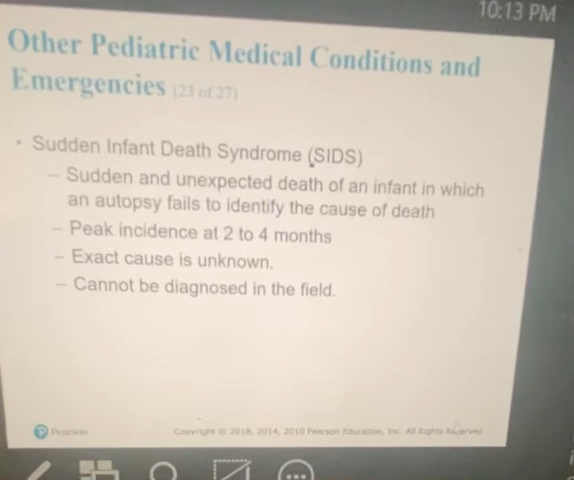 10:13 PM
Other Pediatric Medical Conditions and
Emergencies (23 of 27)
• Sudden Infant Death Syndrome (SIDS)
– Sudden and unexpected death of an infant in which
an autopsy fails to identify the cause of death
– Peak incidence at 2 to 4 months
– Exact cause is unknown.
– Cannot be diagnosed in the field.
Pearson
Copyright © 2018, 2014, 2010 Pearson Education, Inc. All Rights Reserved